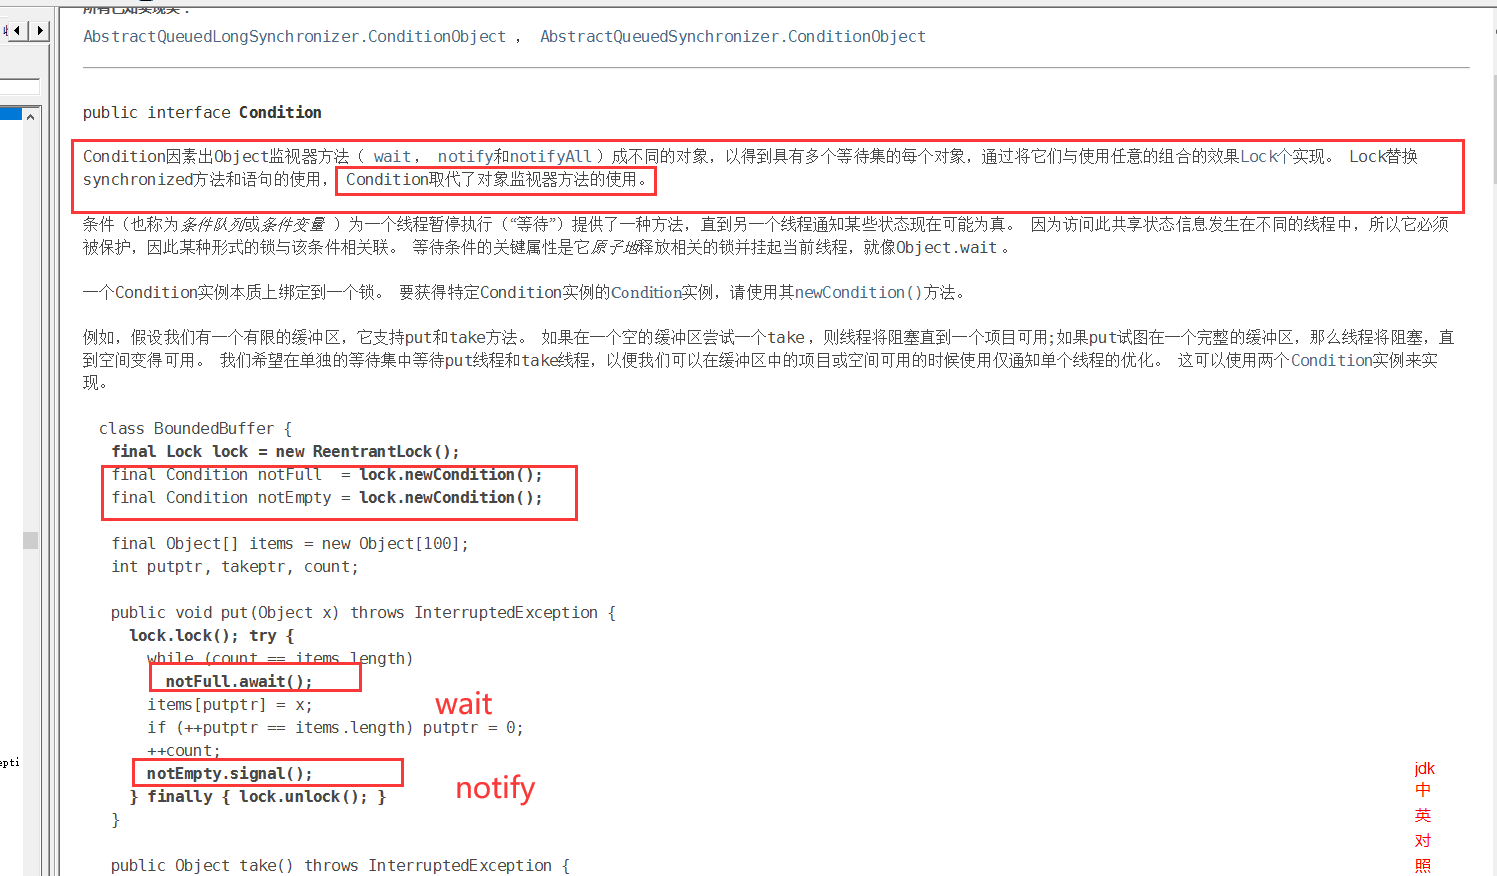 所有已知实现类：
AbstractQueuedLongSynchronizer.ConditionObject ， AbstractQueuedSynchronizer.ConditionObject
public interface Condition
Condition因素出Object监视器方法（ wait， notify和notifyAll ）成不同的对象，以得到具有多个等待集的每个对象，通过将它们与使用任意的组合的效果Lock个实现。 Lock替换
synchronized方法和语句的使用， Condition取代了对象监视器方法的使用。
条件（也称为条件队列或条件变量 ）为一个线程暂停执行（“等待”）提供了一种方法，直到另一个线程通知某些状态现在可能为真。 因为访问此共享状态信息发生在不同的线程中，所以它必须
被保护，因此某种形式的锁与该条件相关联。 等待条件的关键属性是它原子地释放相关的锁并挂起当前线程，就像Object.wait 。
一个Condition实例本质上绑定到一个锁。 要获得特定Condition实例的Condition实例，请使用其newCondition()方法。
例如，假设我们有一个有限的缓冲区，它支持put和take方法。 如果在一个空的缓冲区尝试一个take ，则线程将阻塞直到一个项目可用;如果put试图在一个完整的缓冲区，那么线程将阻塞，直
到空间变得可用。 我们希望在单独的等待集中等待put线程和take线程，以便我们可以在缓冲区中的项目或空间可用的时候使用仅通知单个线程的优化。 这可以使用两个Condition实例来实
现。
class BoundedBuffer {
final Lock lock = new ReentrantLock();
final Condition notFull  = lock.newCondition();
final Condition notEmpty = lock.newCondition();
final Object[] items = new Object[100];
int putptr, takeptr, count;
public void put(Object x) throws InterruptedException {
lock.lock(); try {
while (count == items.length)
notFull.await();
wait
items[putptr] = x;
if (++putptr == items.length) putptr = 0;
++count;
notEmpty.signal();
notify
} finally { lock.unlock(); }
}
public Object take() throws InterruptedException {
epti
jdk
中
英
对
照